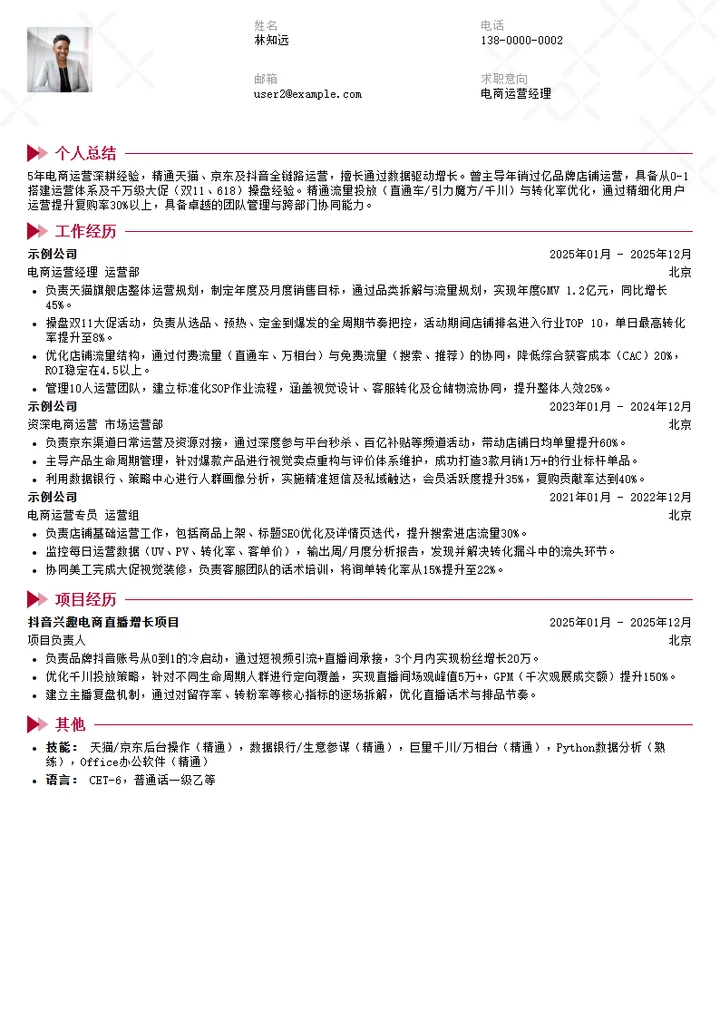 姓名
林知远
电话
138-0000-0002
邮箱
user2@example.com
求职意向
电商运营经理
个人总结
5年电商运营深耕经验，精通天猫、京东及抖音全链路运营，擅长通过数据驱动增长。曾主导年销过亿品牌店铺运营，具备从0-1
搭建运营体系及千万级大促（双11、618）操盘经验。精通流量投放（直通车/引力魔方/千川）与转化率优化，通过精细化用户
运营提升复购率30%以上，具备卓越的团队管理与跨部门协同能力。
工作经历
示例公司 2025年01月 - 2025年12月
电商运营经理 运营部 北京
• 负责天猫旗舰店整体运营规划，制定年度及月度销售目标，通过品类拆解与流量规划，实现年度GMV 1.2亿元，同比增长
45%。
• 操盘双11大促活动，负责从选品、预热、定金到爆发的全周期节奏把控，活动期间店铺排名进入行业TOP 10，单日最高转化
率提升至8%。
• 优化店铺流量结构，通过付费流量（直通车、万相台）与免费流量（搜索、推荐）的协同，降低综合获客成本（CAC）20%，
ROI稳定在4.5以上。
• 管理10人运营团队，建立标准化SOP作业流程，涵盖视觉设计、客服转化及仓储物流协同，提升整体人效25%。
示例公司 2023年01月 - 2024年12月
资深电商运营 市场运营部 北京
• 负责京东渠道日常运营及资源对接，通过深度参与平台秒杀、百亿补贴等频道活动，带动店铺日均单量提升60%。
• 主导产品生命周期管理，针对爆款产品进行视觉卖点重构与评价体系维护，成功打造3款月销1万+的行业标杆单品。
• 利用数据银行、策略中心进行人群画像分析，实施精准短信及私域触达，会员活跃度提升35%，复购贡献率达到40%。
示例公司 2021年01月 - 2022年12月
电商运营专员 运营组 北京
• 负责店铺基础运营工作，包括商品上架、标题SEO优化及详情页迭代，提升搜索进店流量30%。
• 监控每日运营数据（UV、PV、转化率、客单价），输出周/月度分析报告，发现并解决转化漏斗中的流失环节。
• 协同美工完成大促视觉装修，负责客服团队的话术培训，将询单转化率从15%提升至22%。
项目经历
抖音兴趣电商直播增长项目 2025年01月 - 2025年12月
项目负责人 北京
• 负责品牌抖音账号从0到1的冷启动，通过短视频引流+直播间承接，3个月内实现粉丝增长20万。
• 优化千川投放策略，针对不同生命周期人群进行定向覆盖，实现直播间场观峰值5万+，GPM（千次观展成交额）提升150%。
• 建立主播复盘机制，通过对留存率、转粉率等核心指标的逐场拆解，优化直播话术与排品节奏。
其他
• 技能： 天猫/京东后台操作（精通），数据银行/生意参谋（精通），巨量千川/万相台（精通），Python数据分析（熟
练），Office办公软件（精通）
• 语言： CET-6，普通话一级乙等